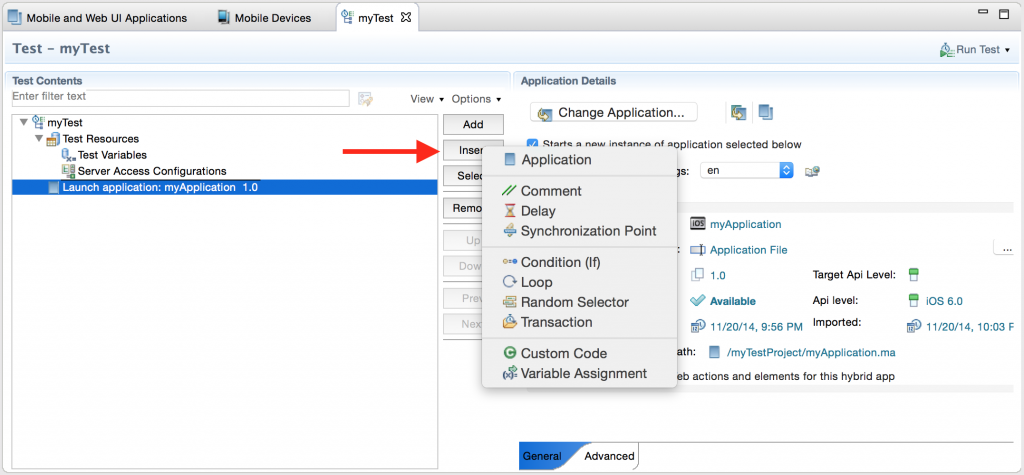 Mobile and Web UI Applications
Mobile Devices
myTest
Test - myTest
Run Test
Test Contents
Enter filter text
View
Options
myTest
Test Resources
Test Variables
Server Access Configurations
Launch application: myApplication 1.0
Add
Inser
Selec
Remo
Up
Dow
Prev
Nex
Application
Comment
Delay
Synchronization Point
Condition (If)
Loop
Random Selector
Transaction
Custom Code
Variable Assignment
Application Details
Change Application...
Starts a new instance of application selected below
gs:
en
iOS
myApplication
:
Application File
...
1.0
Target Api Level:
Available
Api level:
iOS 6.0
11/20/14, 9:56 PM
Imported:
11/20/14, 10:03 P
ath:
/myTestProject/myApplication.ma
eb actions and elements for this hybrid app
General
Advanced